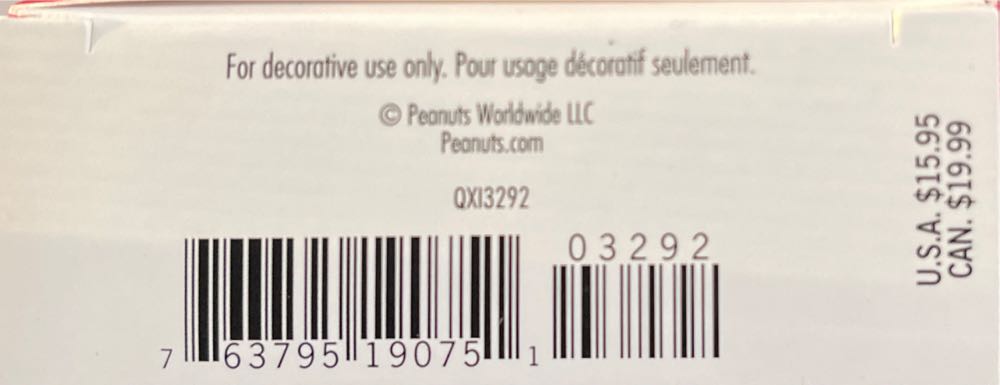 For decorative use only. Pour usage décoratif seulement.
© Peanuts Worldwide LLC
Peanuts.com
QXI3292
03292
7 63795 19075 1
U.S.A. $15.95
CAN. $19.99